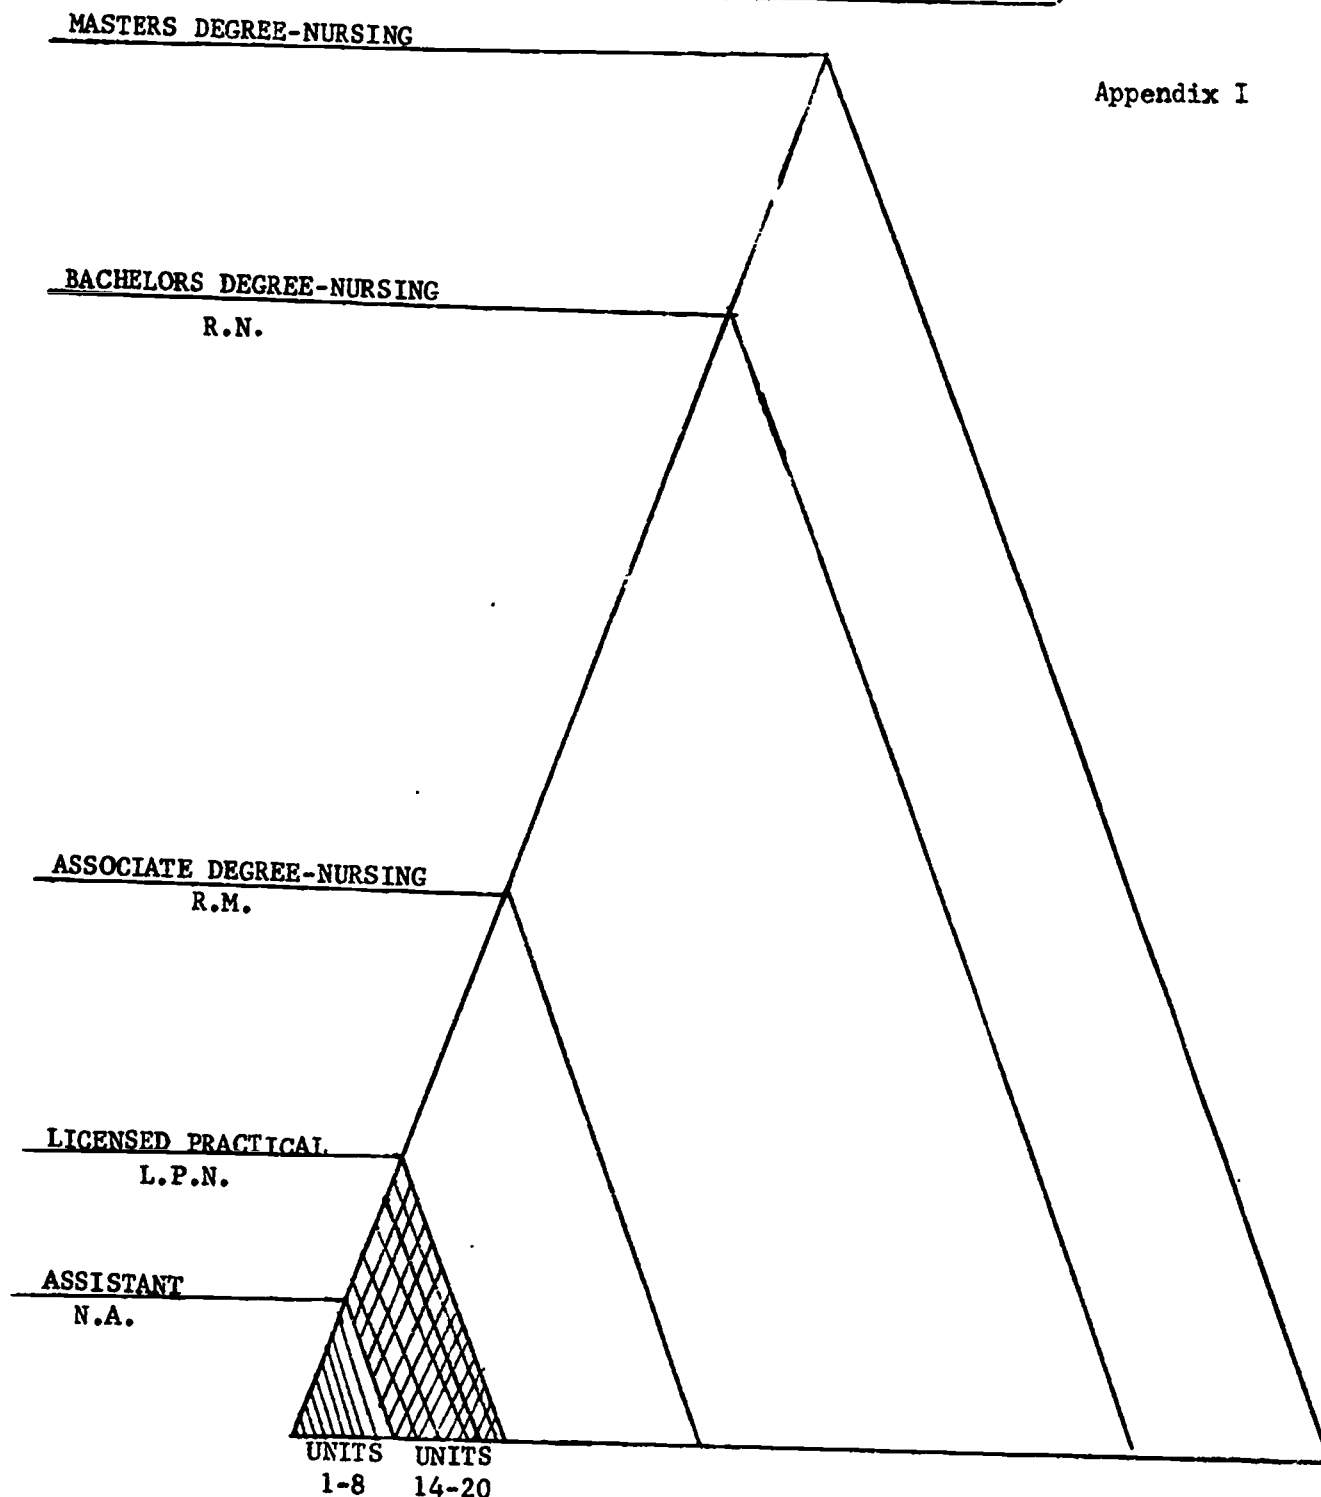 MASTERS DEGREE-NURSING
Appendix I
BACHELORS DEGREE-NURSING
R.N.
ASSOCIATE DEGREE-NURSING
R.M.
LICENSED PRACTICAL
L.P.N.
ASSISTANT
N.A.
UNITS UNITS
1-8 14-20